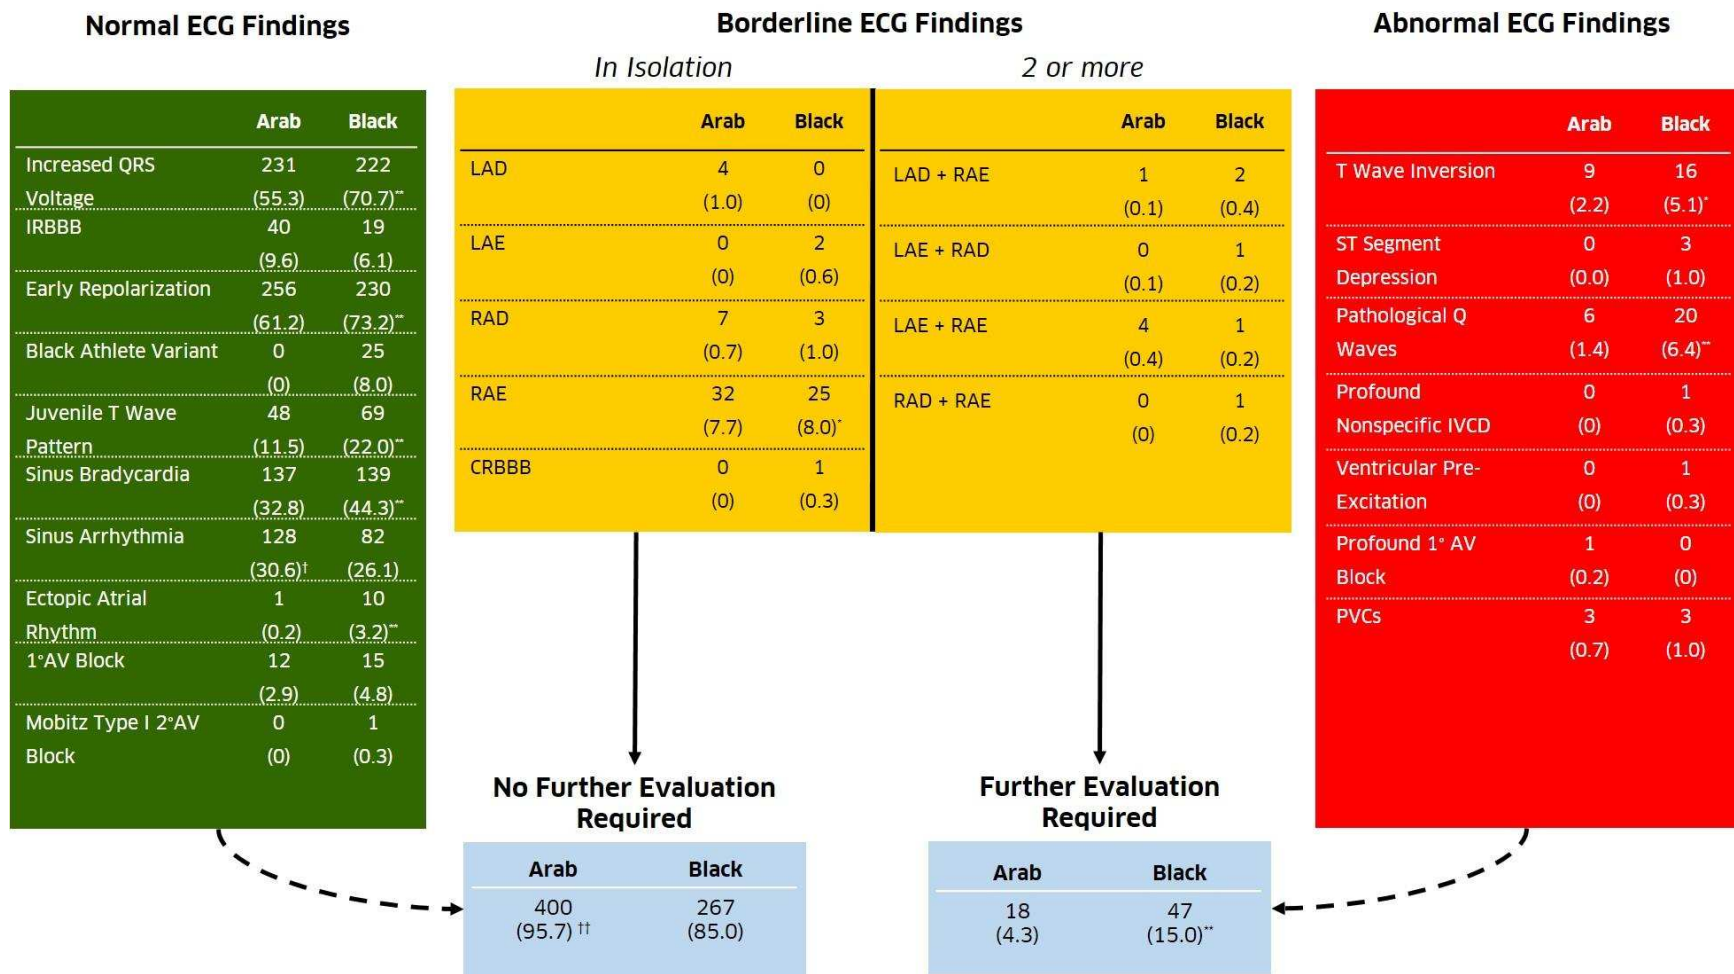 Normal ECG Findings
Arab Black
Increased QRS 231 222
Voltage (55.3) (70.7)**
IRBBB 40 19
(9.6) (6.1)
Early Repolarization 256 230
(61.2) (73.2)**
Black Athlete Variant 0 25
(0) (8.0)
Juvenile T Wave 48 69
Pattern (11.5) (22.0)**
Sinus Bradycardia 137 139
(32.8) (44.3)**
Sinus Arrhythmia 128 82
(30.6)† (26.1)
Ectopic Atrial 1 10
Rhythm (0.2) (3.2)**
1°AV Block 12 15
(2.9) (4.8)
Mobitz Type I 2°AV 0 1
Block (0) (0.3)
Borderline ECG Findings
In Isolation
Arab Black
LAD 4 0
(1.0) (0)
LAE 0 2
(0) (0.6)
RAD 7 3
(0.7) (1.0)
RAE 32 25
(7.7) (8.0)*
CRBBB 0 1
(0) (0.3)
2 or more
Arab Black
LAD + RAE 1 2
(0.1) (0.4)
LAE + RAD 0 1
(0.1) (0.2)
LAE + RAE 4 1
(0.4) (0.2)
RAD + RAE 0 1
(0) (0.2)
Abnormal ECG Findings
Arab Black
T Wave Inversion 9 16
(2.2) (5.1)*
ST Segment 0 3
Depression (0.0) (1.0)
Pathological Q 6 20
Waves (1.4) (6.4)**
Profound 0 1
Nonspecific IVCD (0) (0.3)
Ventricular Pre- 0 1
Excitation (0) (0.3)
Profound 1° AV 1 0
Block (0.2) (0)
PVCs 3 3
(0.7) (1.0)
No Further Evaluation
Required
Arab Black
400 267
(95.7) †† (85.0)
Further Evaluation
Required
Arab Black
18 47
(4.3) (15.0)**